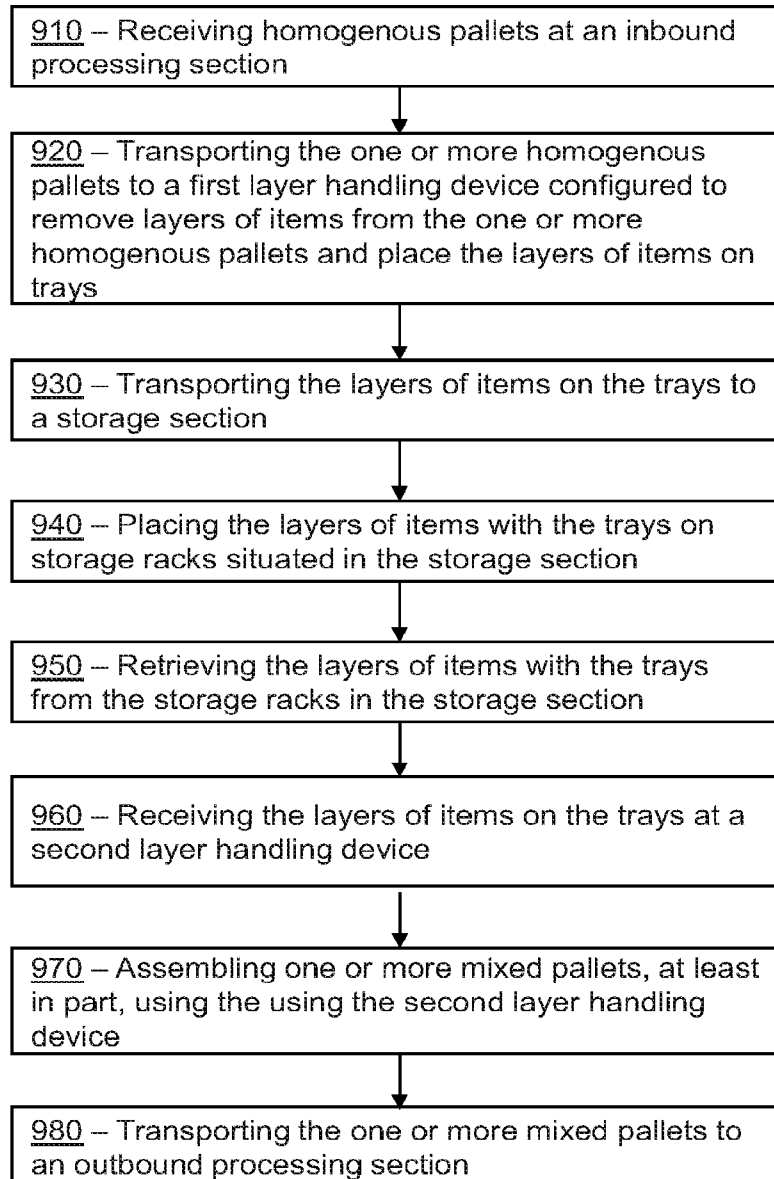 910 – Receiving homogenous pallets at an inbound
processing section
920 – Transporting the one or more homogenous
pallets to a first layer handling device configured to
remove layers of items from the one or more
homogenous pallets and place the layers of items on
trays
930 – Transporting the layers of items on the trays to
a storage section
940 – Placing the layers of items with the trays on
storage racks situated in the storage section
950 – Retrieving the layers of items with the trays
from the storage racks in the storage section
960 – Receiving the layers of items on the trays at a
second layer handling device
970 – Assembling one or more mixed pallets, at least
in part, using the using the second layer handling
device
980 – Transporting the one or more mixed pallets to
an outbound processing section